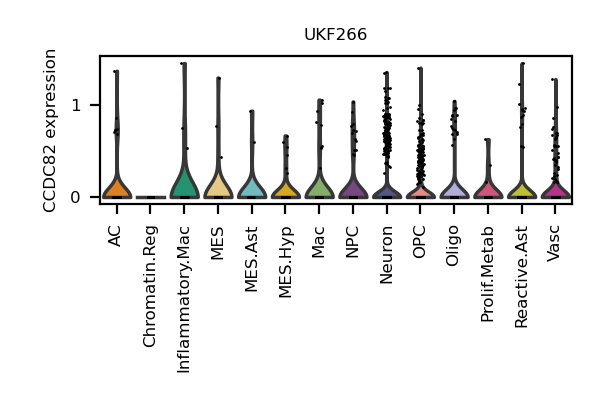 UKF266
CCDC82 expression
1
0
AC
Chromatin.Reg
Inflammatory.Mac
MES
MES.Ast
MES.Hyp
Mac
NPC
Neuron
OPC
Oligo
Prolif.Metab
Reactive.Ast
Vasc